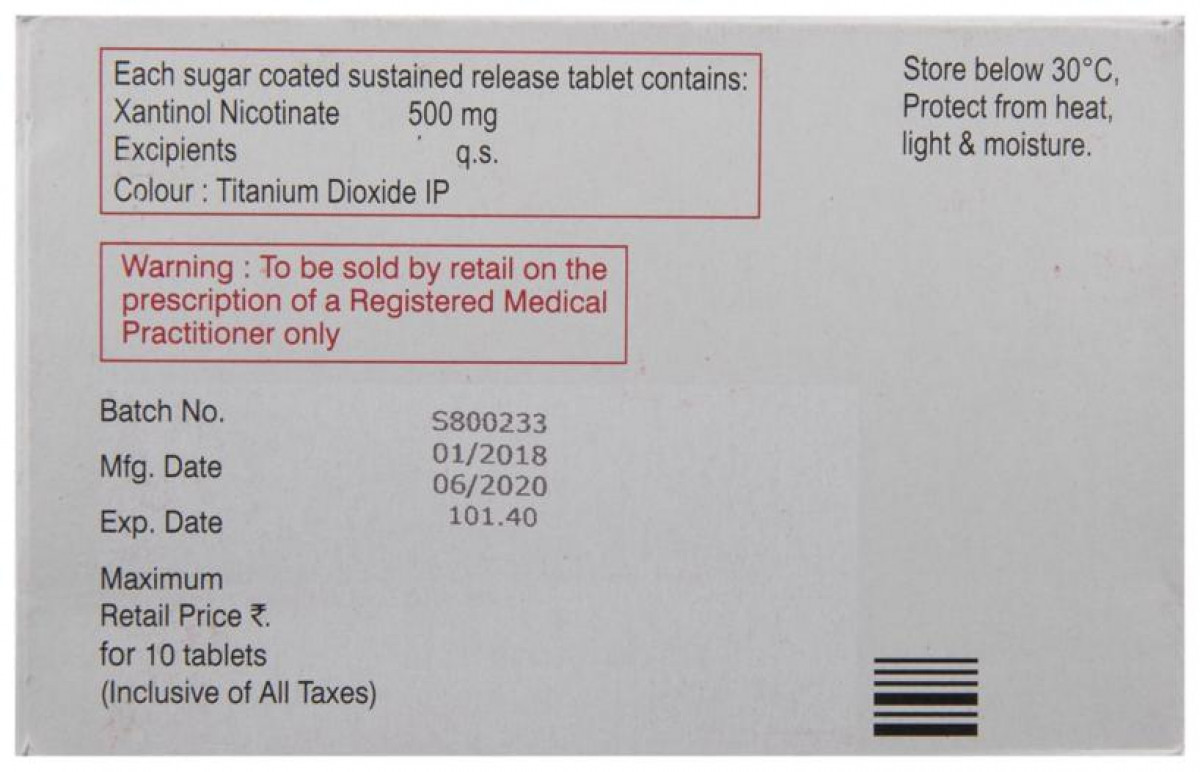 Each sugar coated sustained release tablet contains:
Xantinol Nicotinate 500 mg
Excipients q.s.
Colour : Titanium Dioxide IP
Store below 30°C,
Protect from heat,
light & moisture.
Warning : To be sold by retail on the
prescription of a Registered Medical
Practitioner only
Batch No.
Mfg. Date
Exp. Date
Maximum
Retail Price ₹.
for 10 tablets
(Inclusive of All Taxes)
S800233
01/2018
06/2020
101.40